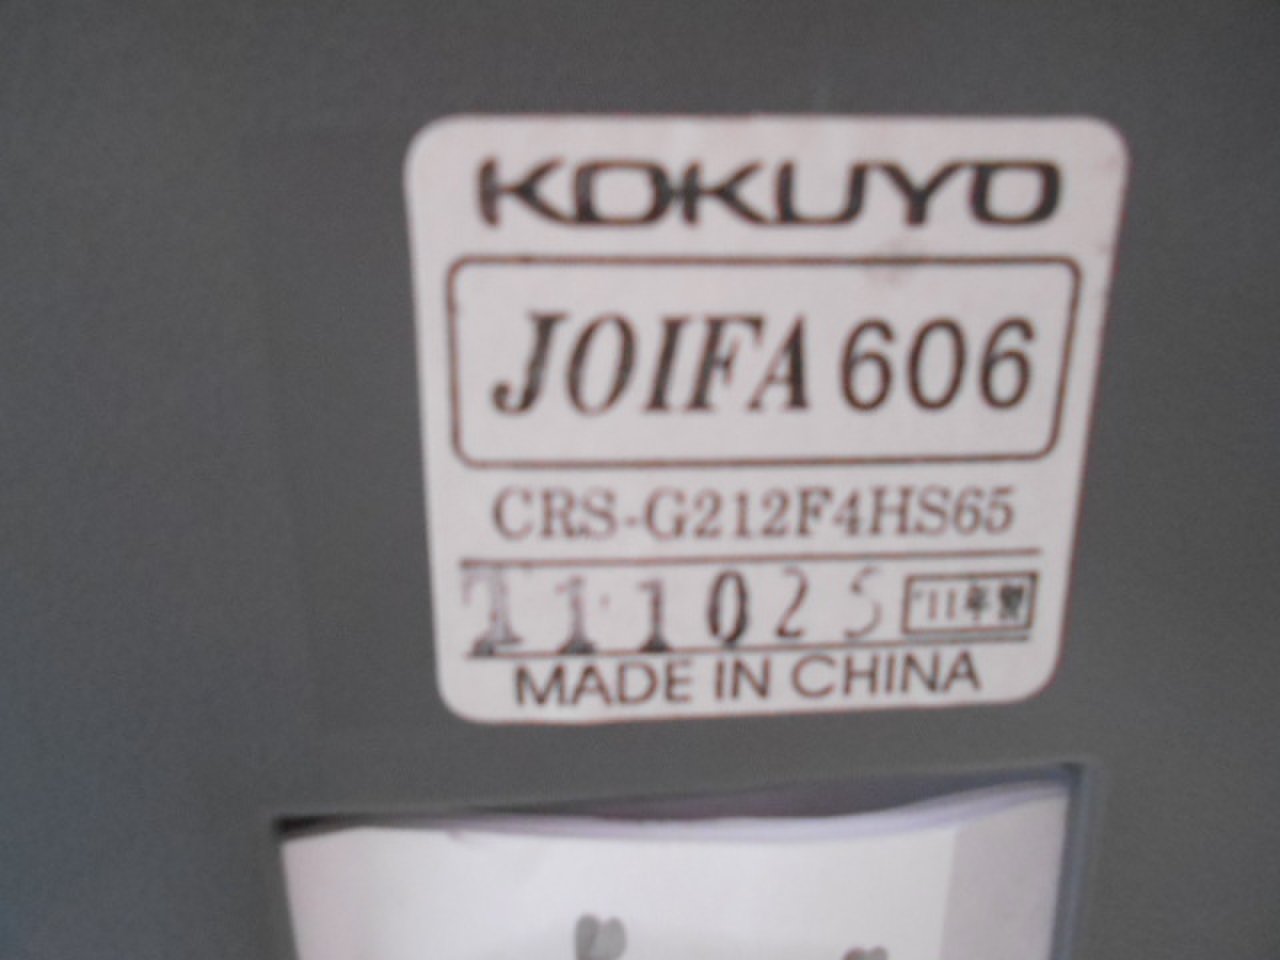 KOKUYO
JOIFA 606
CRS-G212F4HS65
T11025 '11年製
MADE IN CHINA